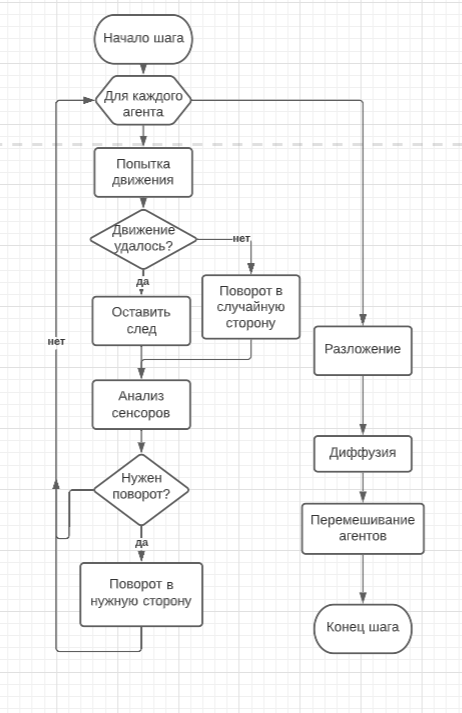 Начало шага
Для каждого
агента
Попытка
движения
Движение
удалось?
нет
да
Поворот в
случайную
сторону
Оставить
след
Анализ
сенсоров
Нужен
поворот?
нет
да
Поворот в
нужную сторону
Разложение
Диффузия
Перемешивание
агентов
Конец шага